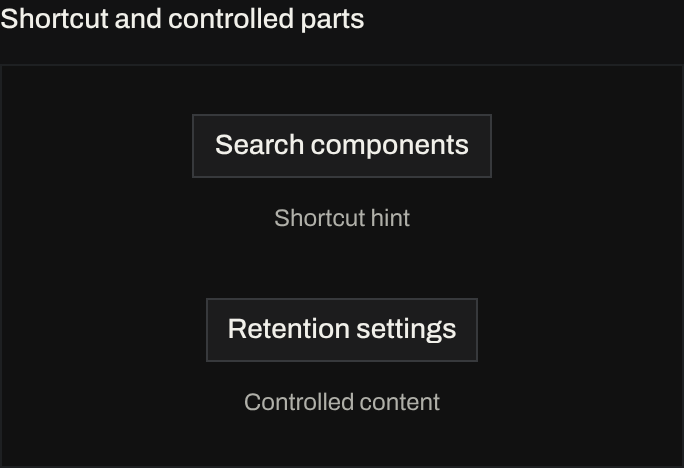 Shortcut and controlled parts
Search components
Shortcut hint
Retention settings
Controlled content